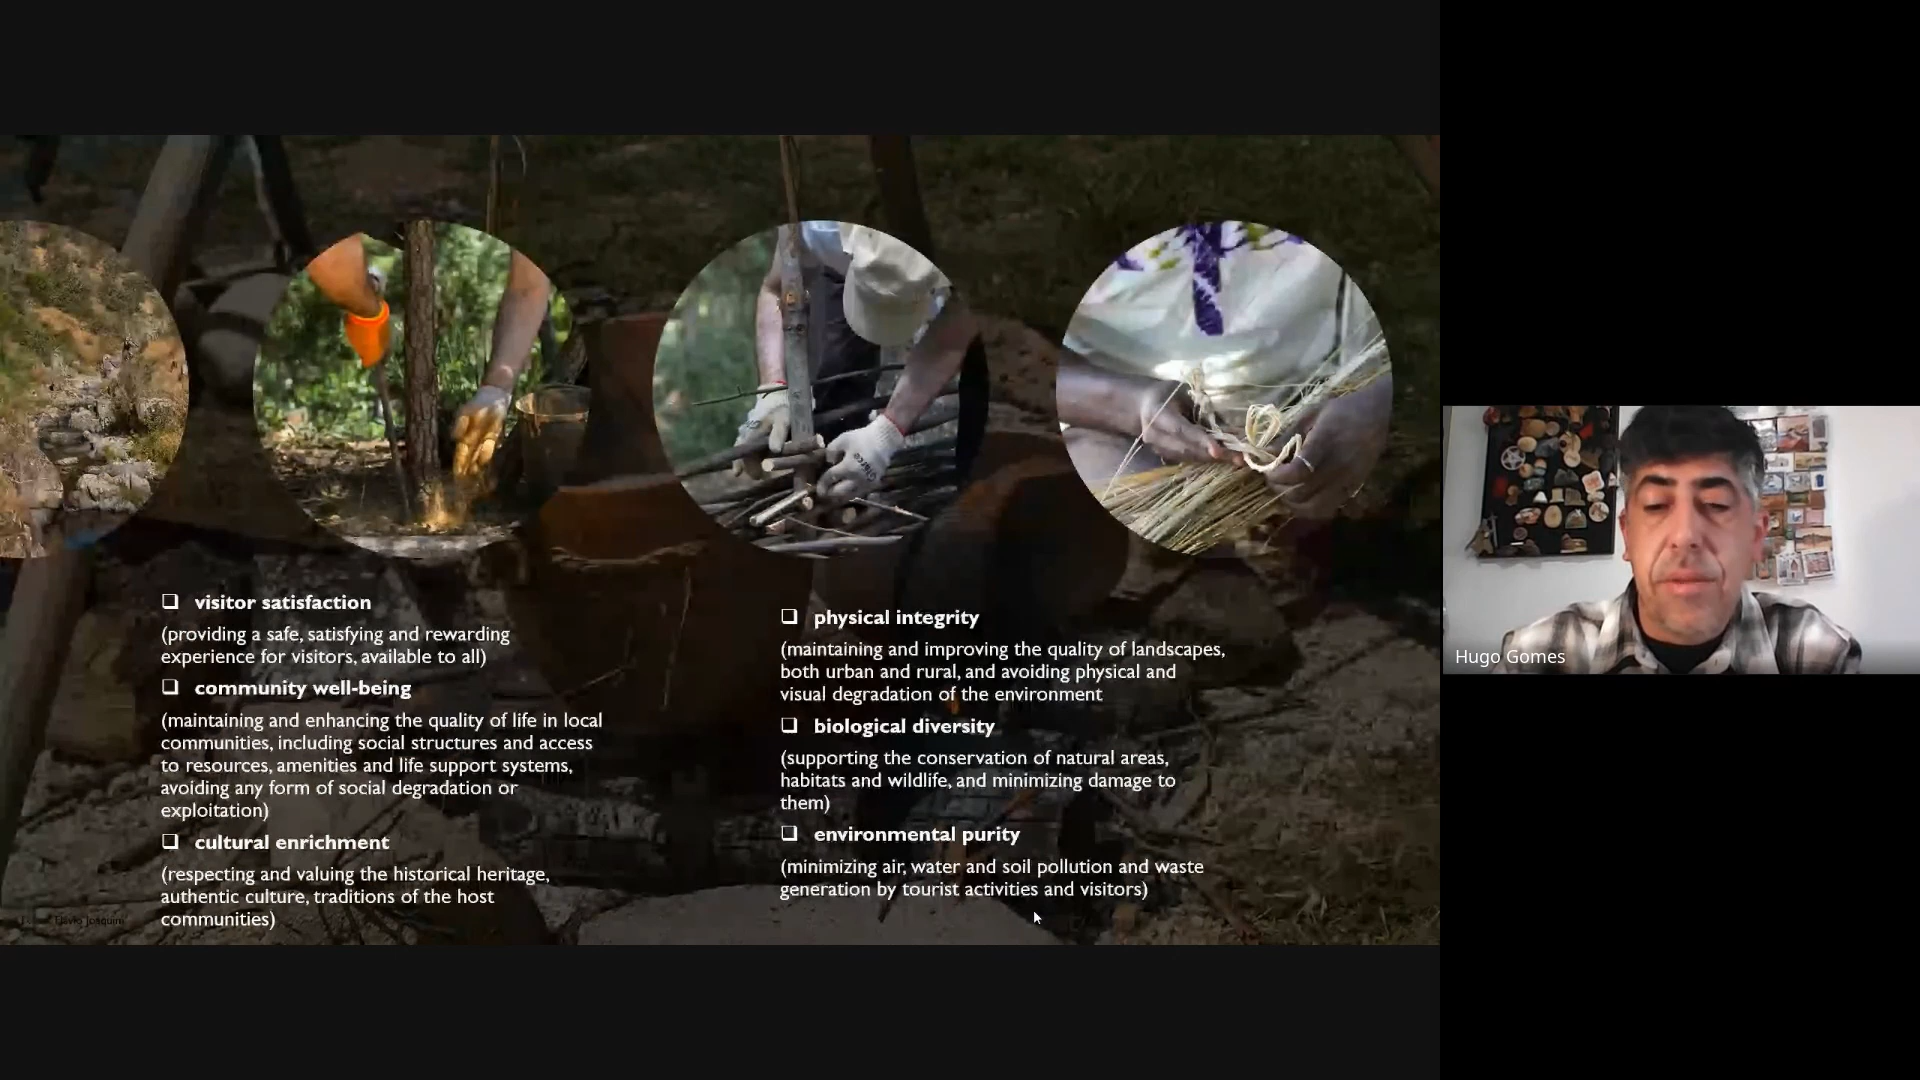 ❑ visitor satisfaction
(providing a safe, satisfying and rewarding
experience for visitors, available to all)
❑ community well-being
(maintaining and enhancing the quality of life in local
communities, including social structures and access
to resources, amenities and life support systems,
avoiding any form of social degradation or
exploitation)
❑ cultural enrichment
(respecting and valuing the historical heritage,
authentic culture, traditions of the host
communities)
❑ physical integrity
(maintaining and improving the quality of landscapes,
both urban and rural, and avoiding physical and
visual degradation of the environment
❑ biological diversity
(supporting the conservation of natural areas,
habitats and wildlife, and minimizing damage to
them)
❑ environmental purity
(minimizing air, water and soil pollution and waste
generation by tourist activities and visitors)
Flávio Joaquim
Hugo Gomes